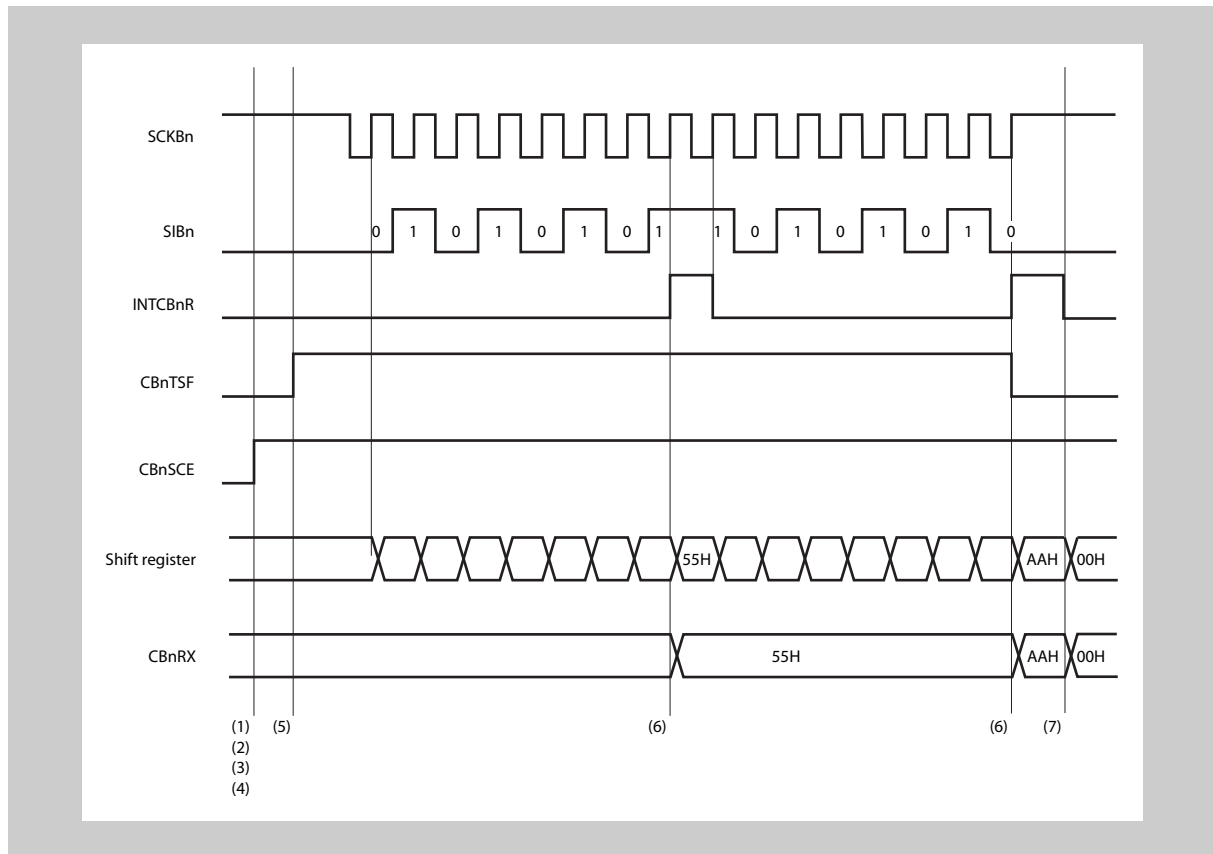 SCKBn
SIBn
0 1 0 1 0 1 0 1 1 0 1 0 1 0 1 0
INTCBnR
CBnTSF
CBnSCE
Shift register
55H AAH 00H
CBnRX
55H AAH 00H
(1) (5) (6) (6) (7)
(2)
(3)
(4)